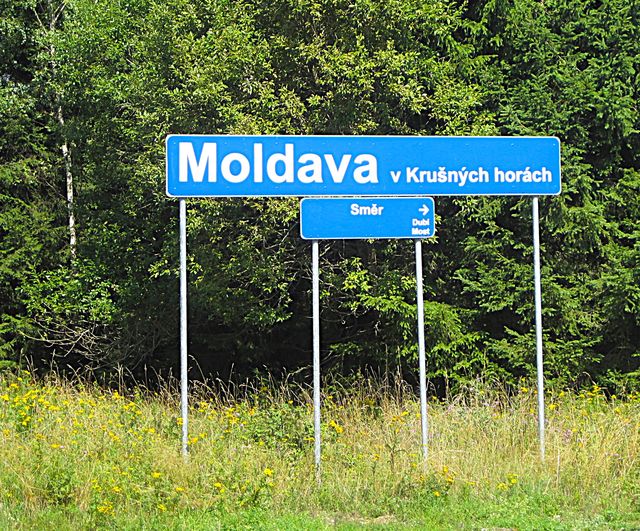 Moldava v Krušných horách
Směr →
Dubí
Most